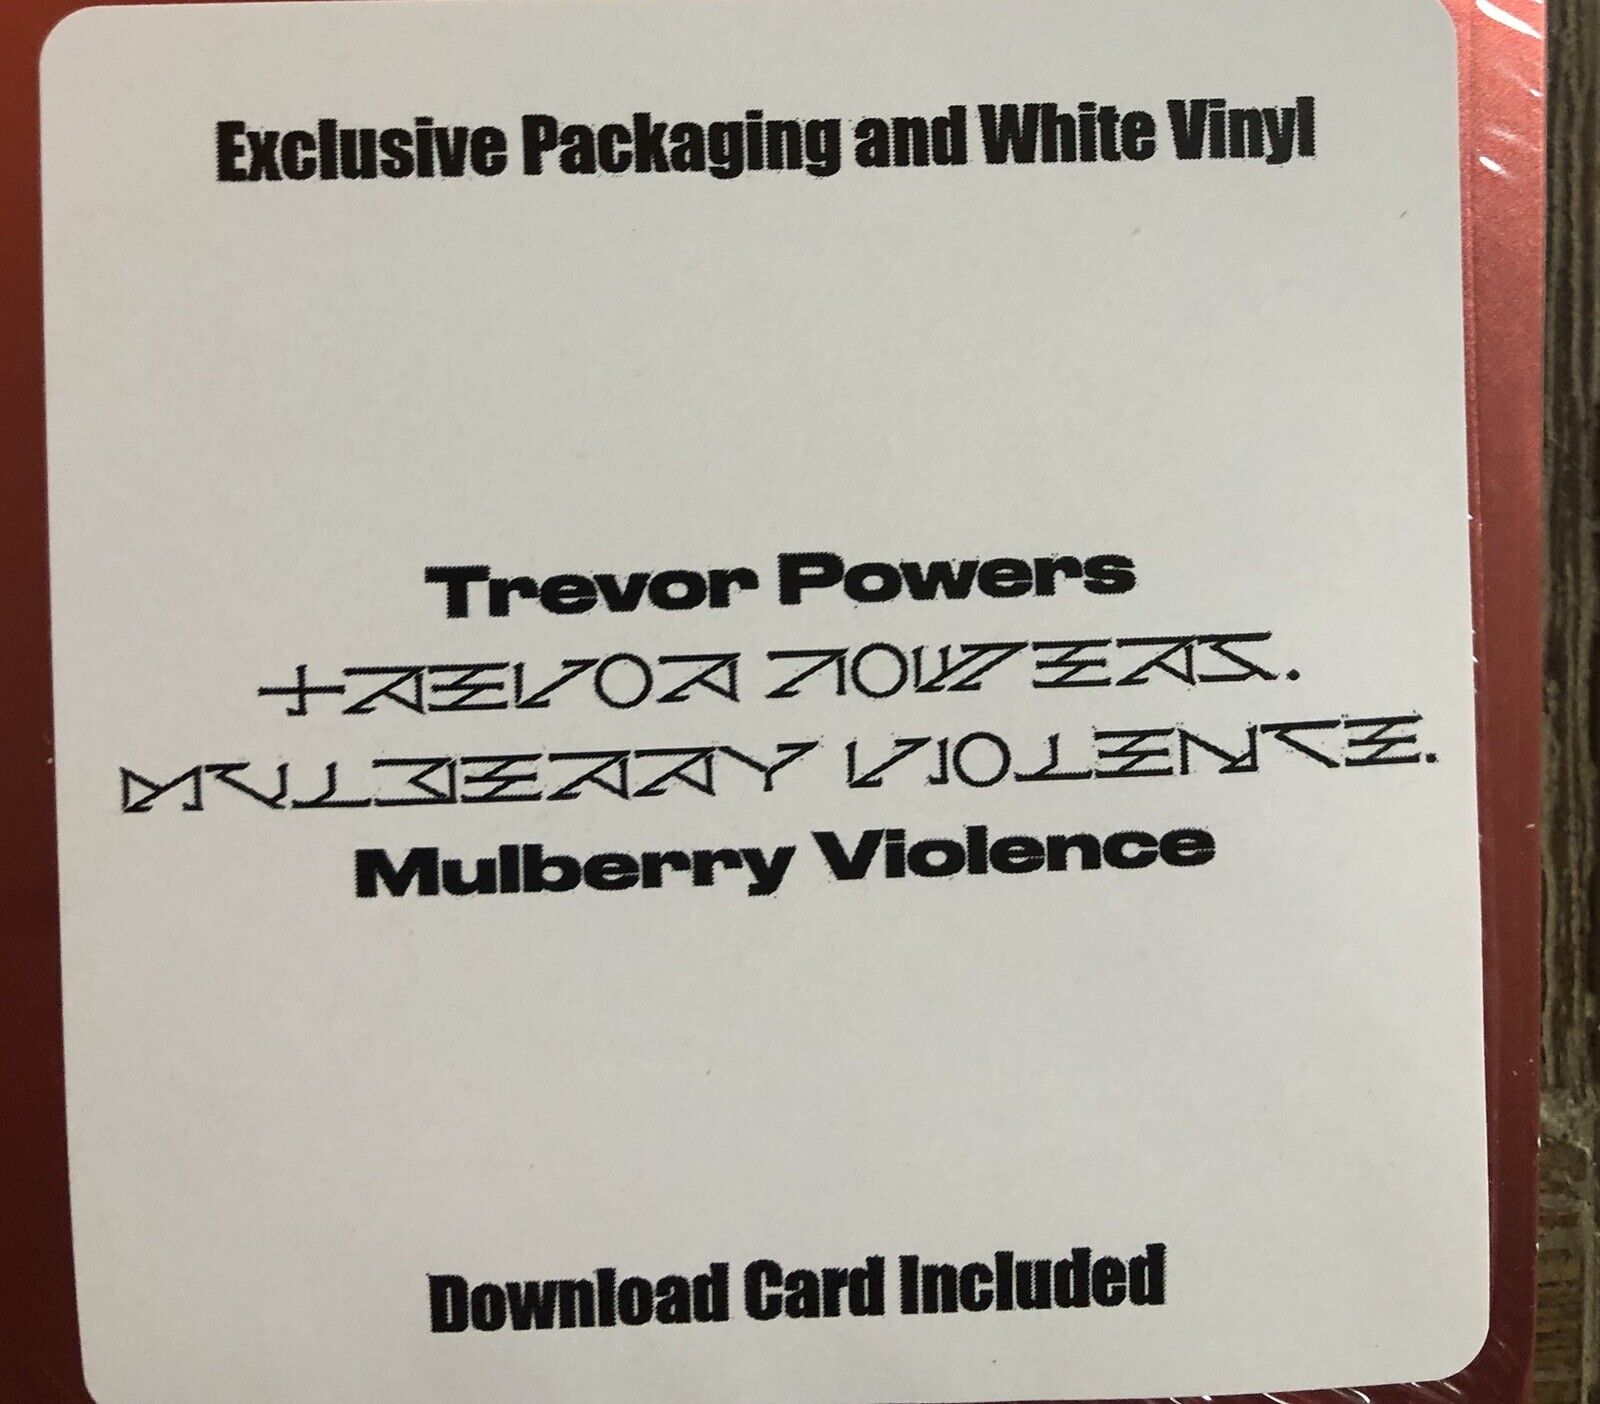 Exclusive Packaging and White Vinyl
Trevor Powers
TREVOR POWERS.
MULBERRY VIOLENCE.
Mulberry Violence
Download Card Included